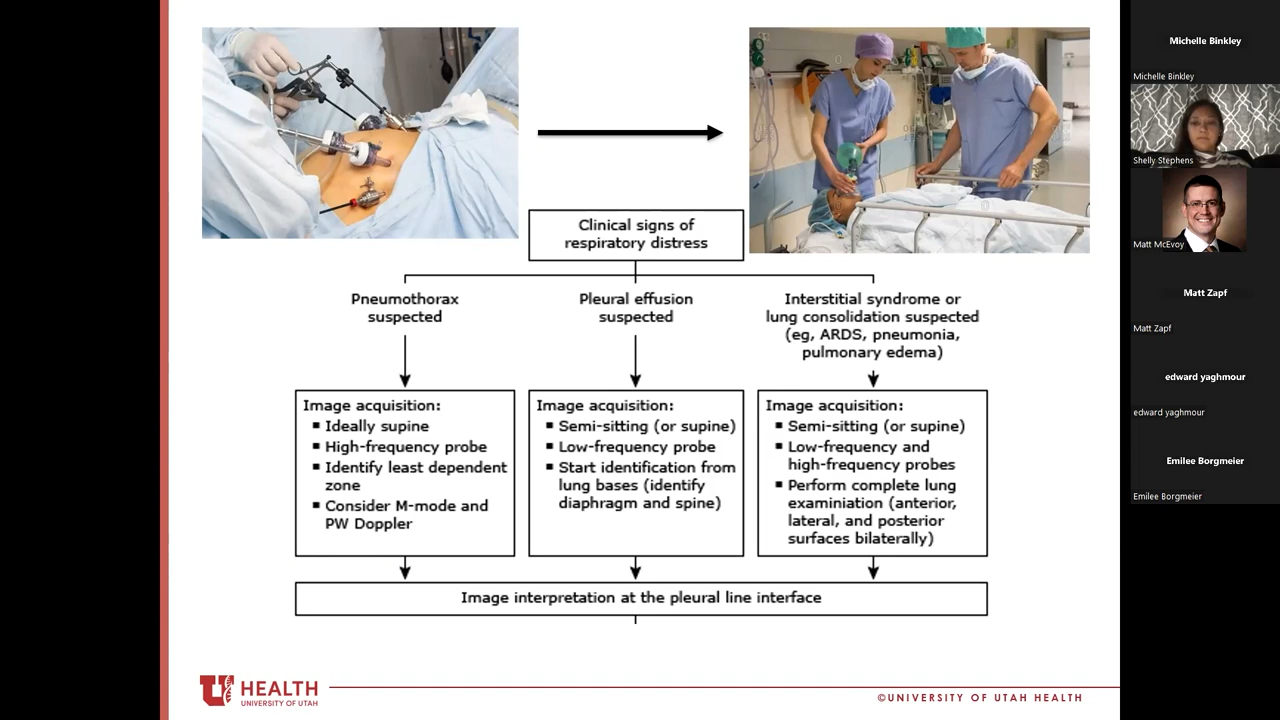 Clinical signs of
respiratory distress
Pneumothorax
suspected
Pleural effusion
suspected
Interstitial syndrome or
lung consolidation suspected
(eg, ARDS, pneumonia,
pulmonary edema)
Image acquisition:
▪ Ideally supine
▪ High-frequency probe
▪ Identify least dependent
zone
▪ Consider M-mode and
PW Doppler
Image acquisition:
▪ Semi-sitting (or supine)
▪ Low-frequency probe
▪ Start identification from
lung bases (identify
diaphragm and spine)
Image acquisition:
▪ Semi-sitting (or supine)
▪ Low-frequency and
high-frequency probes
▪ Perform complete lung
examiniation (anterior,
lateral, and posterior
surfaces bilaterally)
Image interpretation at the pleural line interface
U HEALTH
UNIVERSITY OF UTAH
©UNIVERSITY OF UTAH HEALTH
Michelle Binkley
Michelle Binkley
Shelly Stephens
Matt McEvoy
Matt Zapf
Matt Zapf
edward yaghmour
edward yaghmour
Emilee Borgmeier
Emilee Borgmeier